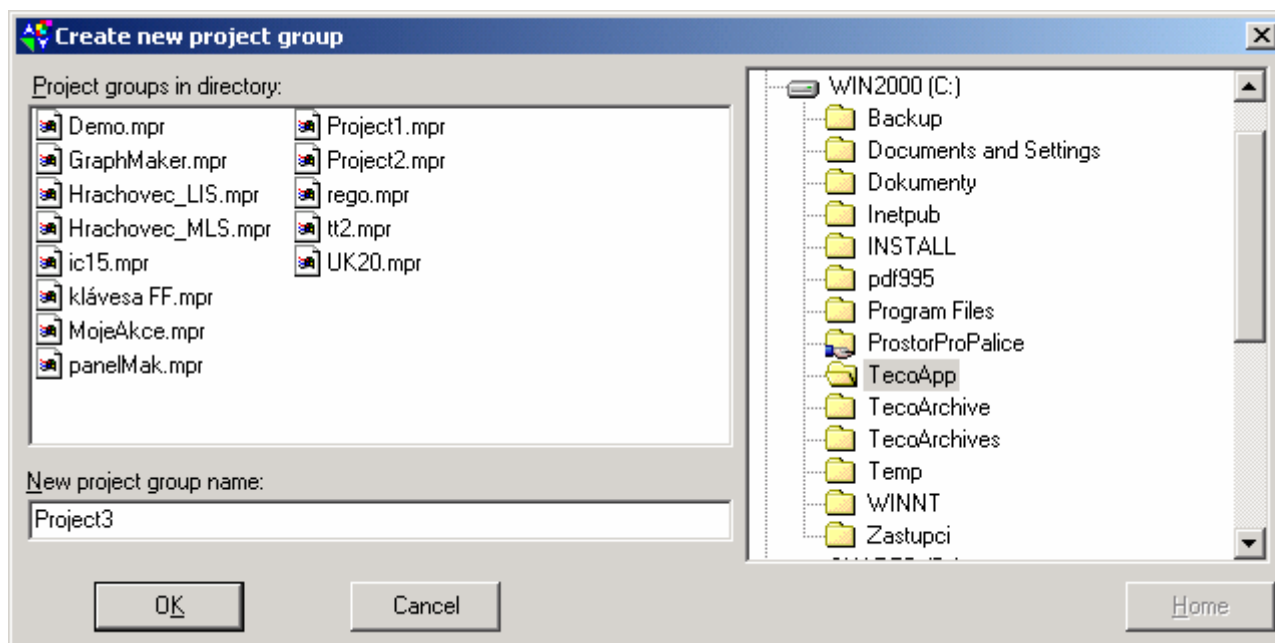 Create new project group
Project groups in directory:
Demo.mpr
GraphMaker.mpr
Hrachovec_LIS.mpr
Hrachovec_MLS.mpr
ic15.mpr
klávesa FF.mpr
MojeAkce.mpr
panelMak.mpr
Project1.mpr
Project2.mpr
rego.mpr
tt2.mpr
UK20.mpr
New project group name:
Project3
OK
Cancel
WIN2000 (C:)
Backup
Documents and Settings
Dokumenty
Inetpub
INSTALL
pdf995
Program Files
ProstorProPalice
TecoApp
TecoArchive
TecoArchives
Temp
WINNT
Zastupci
Home